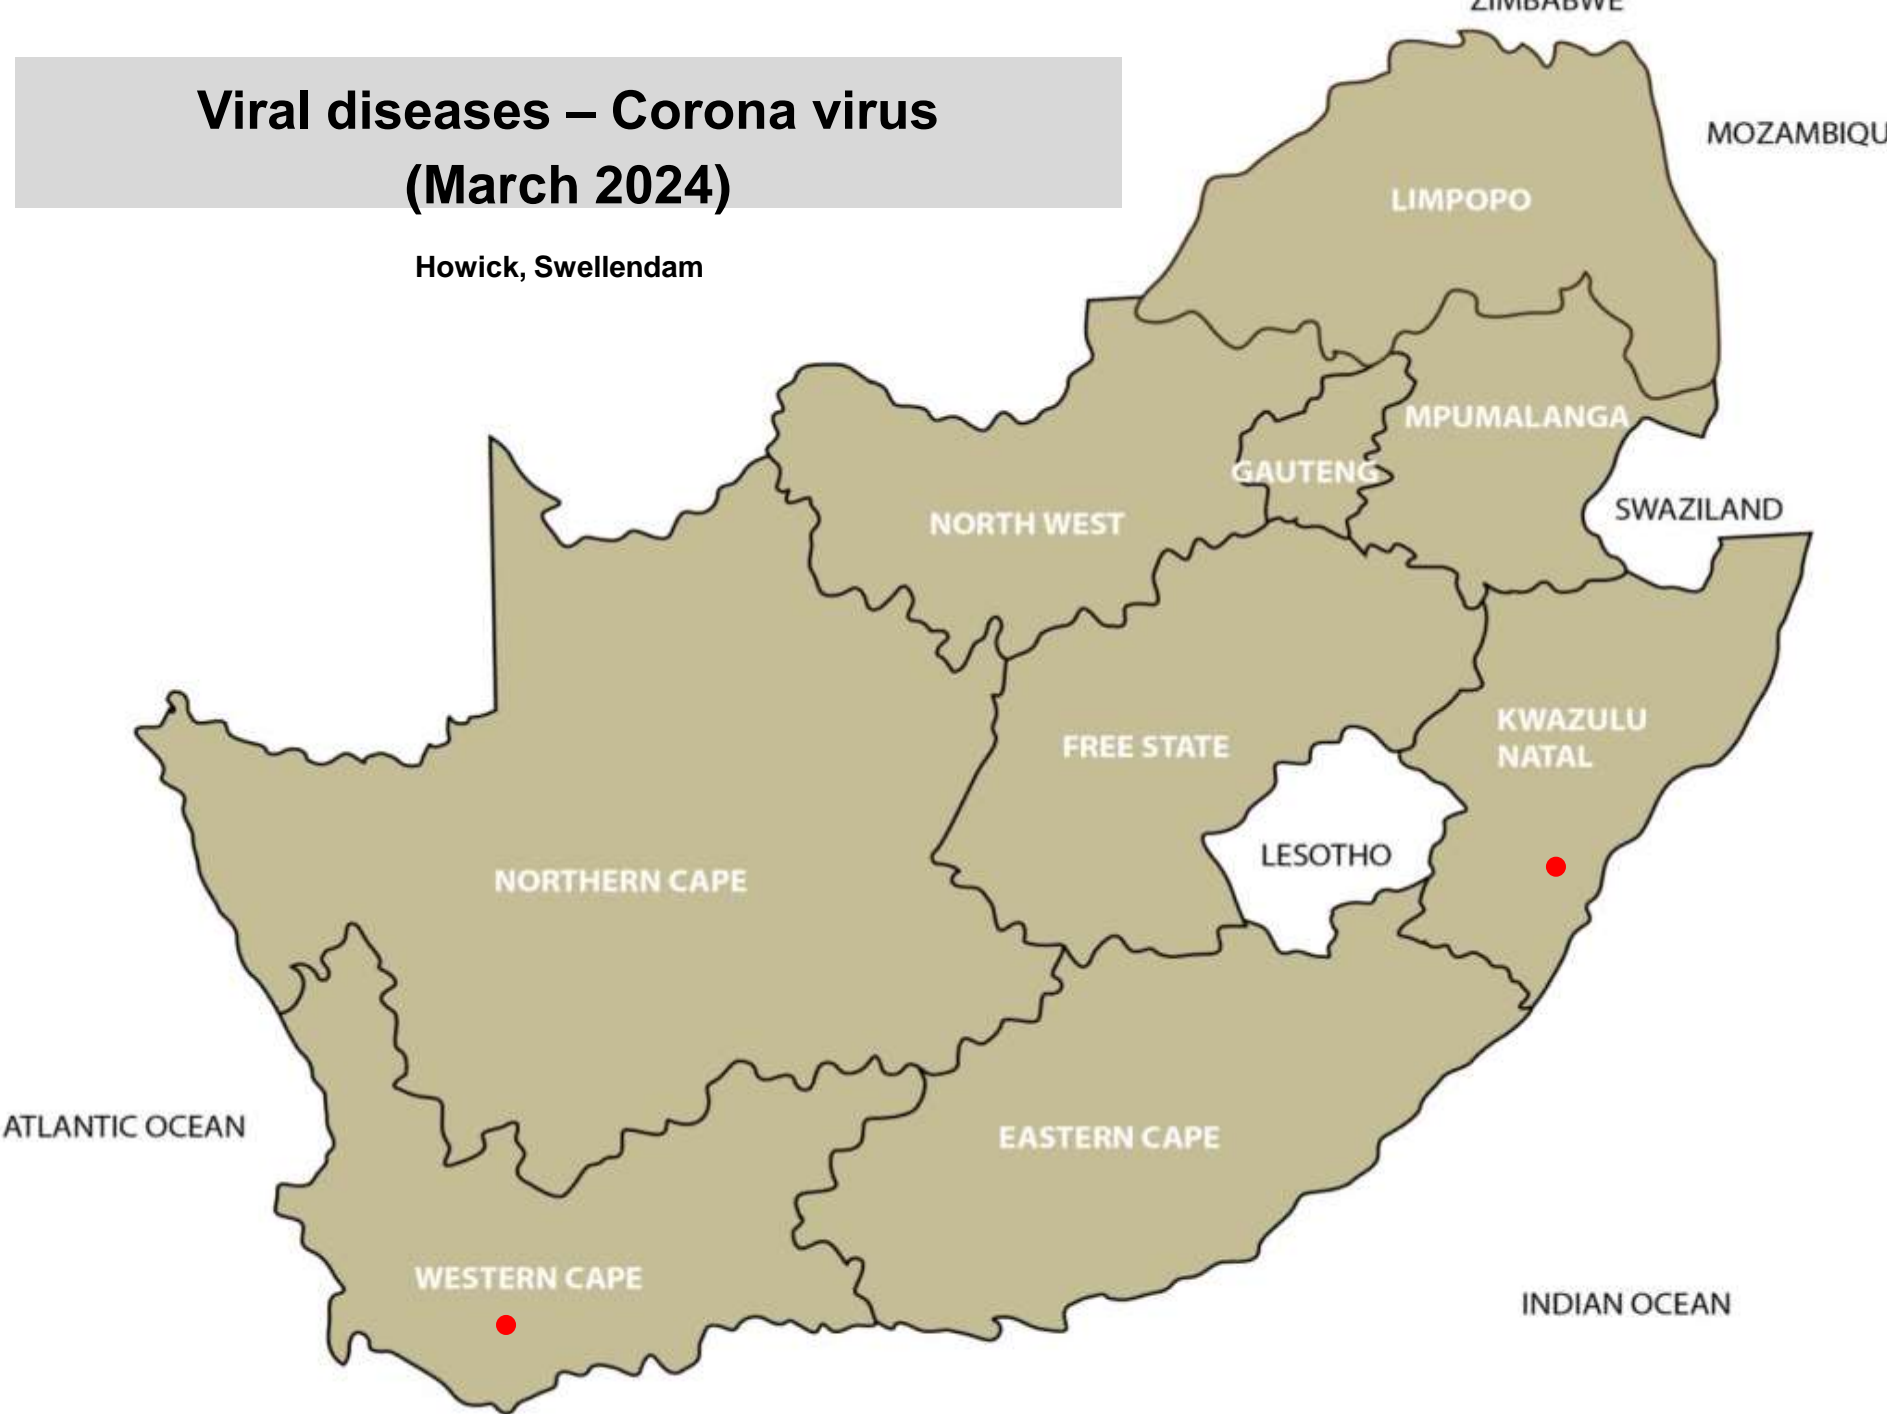 ZIMBABWE
Viral diseases – Corona virus
(March 2024)
MOZAMBIQU
LIMPOPO
Howick, Swellendam
MPUMALANGA
GAUTENG
SWAZILAND
NORTH WEST
KWAZULU
NATAL
FREE STATE
LESOTHO
NORTHERN CAPE
ATLANTIC OCEAN
EASTERN CAPE
WESTERN CAPE
INDIAN OCEAN